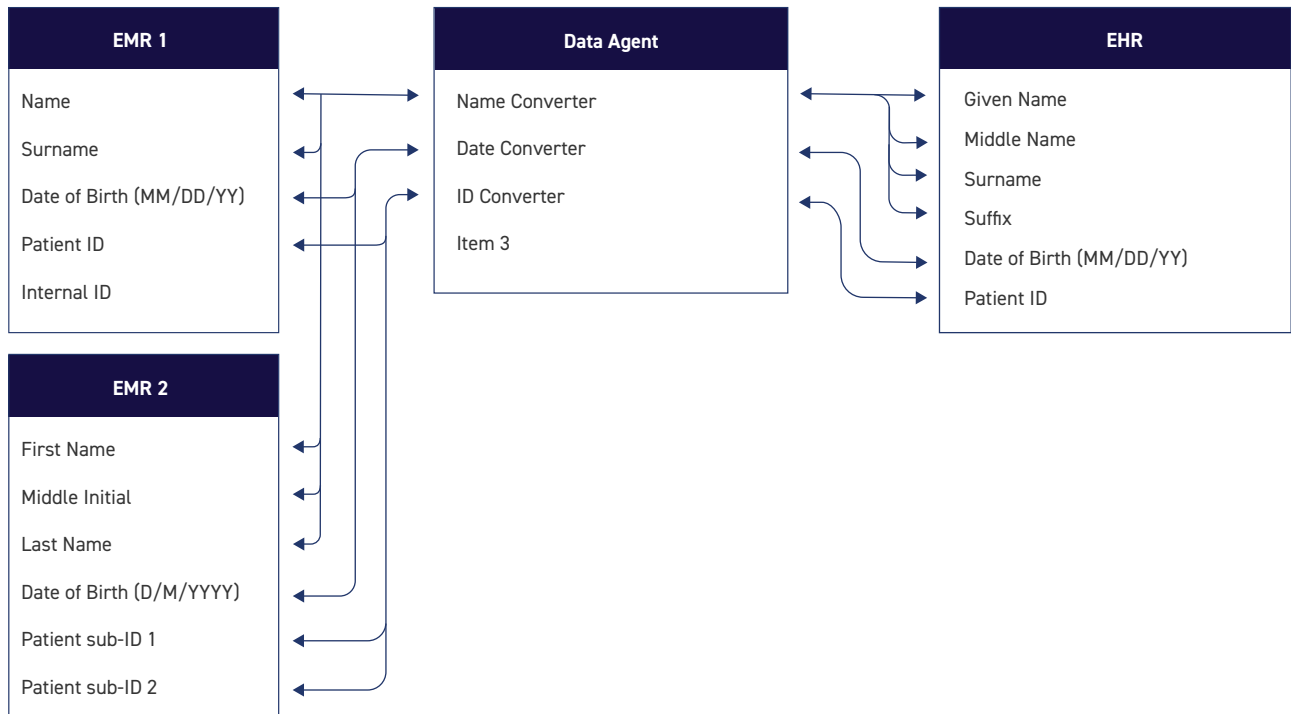 EMR 1
Name
Surname
Date of Birth (MM/DD/YY)
Patient ID
Internal ID
EMR 2
First Name
Middle Initial
Last Name
Date of Birth (D/M/YYYY)
Patient sub-ID 1
Patient sub-ID 2
Data Agent
Name Converter
Date Converter
ID Converter
Item 3
EHR
Given Name
Middle Name
Surname
Suffix
Date of Birth (MM/DD/YY)
Patient ID